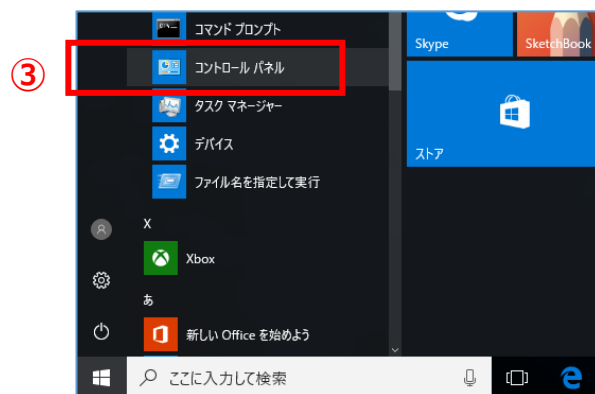 コマンド プロンプト
Skype
SketchBook
③
コントロール パネル
タスク マネージャー
デバイス
ストア
ファイル名を指定して実行
X
Xbox
あ
新しい Office を始めよう
ここに入力して検索